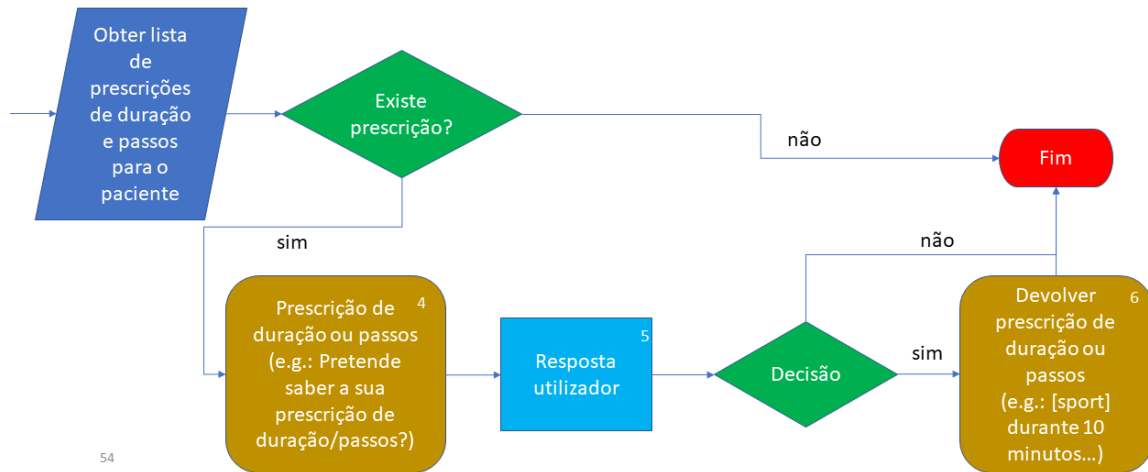 Obter lista
de
prescrições
de duração
e passos
para o
paciente
Existe
prescrição?
não
Fim
sim
não
4
Prescrição de
duração ou passos
(e.g.: Pretende
saber a sua
prescrição de
duração/passos?)
5
Resposta
utilizador
Decisão
sim
6
Devolver
prescrição de
duração ou
passos
(e.g.: [sport]
durante 10
minutos...)
54